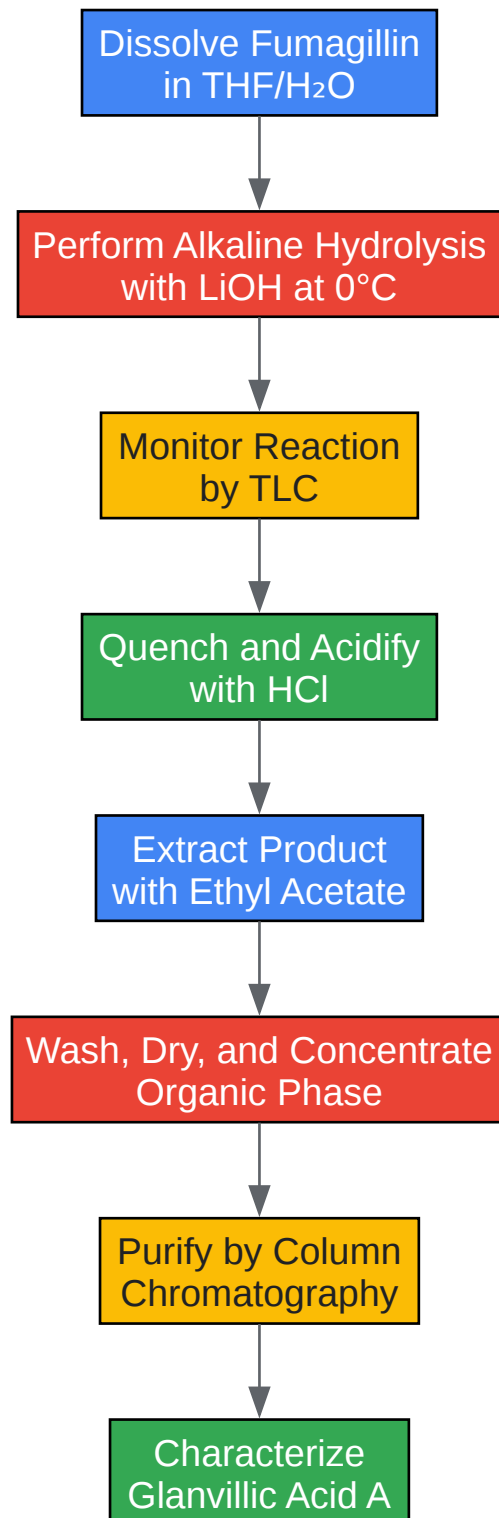 Dissolve Fumagillin
in THF/H₂O
Perform Alkaline Hydrolysis
with LiOH at 0°C
Monitor Reaction
by TLC
Quench and Acidify
with HCl
Extract Product
with Ethyl Acetate
Wash, Dry, and Concentrate
Organic Phase
Purify by Column
Chromatography
Characterize
Glanvillic Acid A